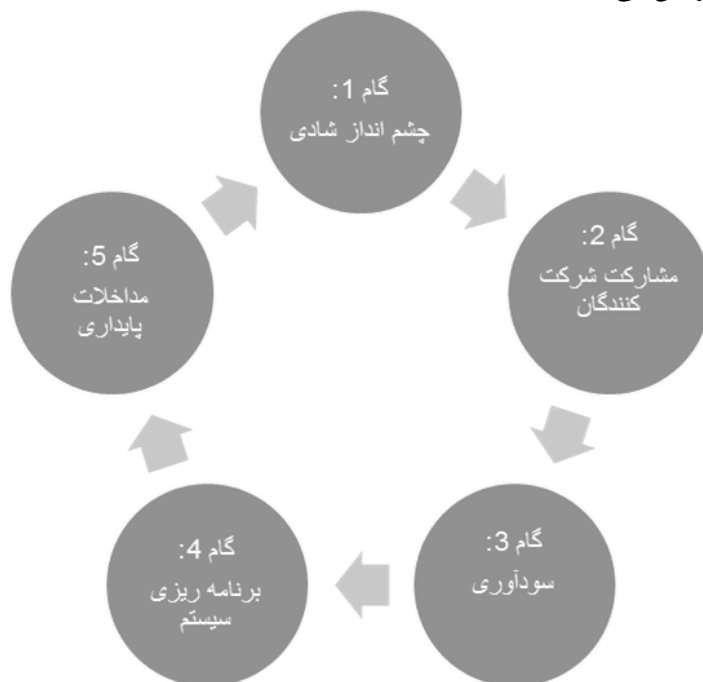 گام 1:
چشم انداز شادی
گام 2:
مشارکت شرکت
کنندگان
گام 3:
سودآوری
گام 4:
برنامه ریزی
سیستم
گام 5:
مداخلات
پایداری